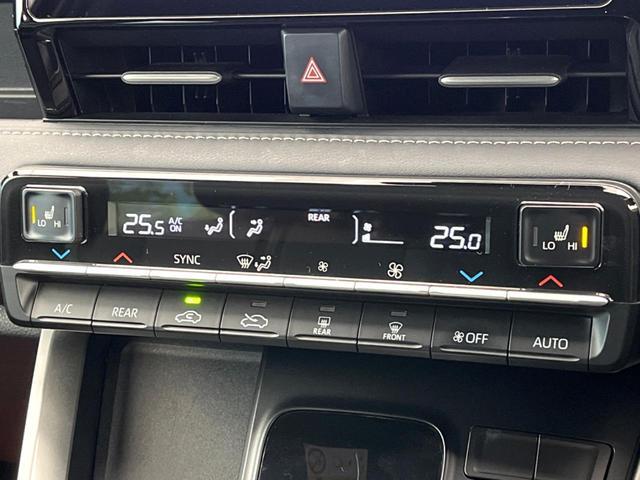 LO HI
25.5 A/C ON
REAR
25.0
LO HI
SYNC
A/C
REAR
REAR
FRONT
OFF
AUTO